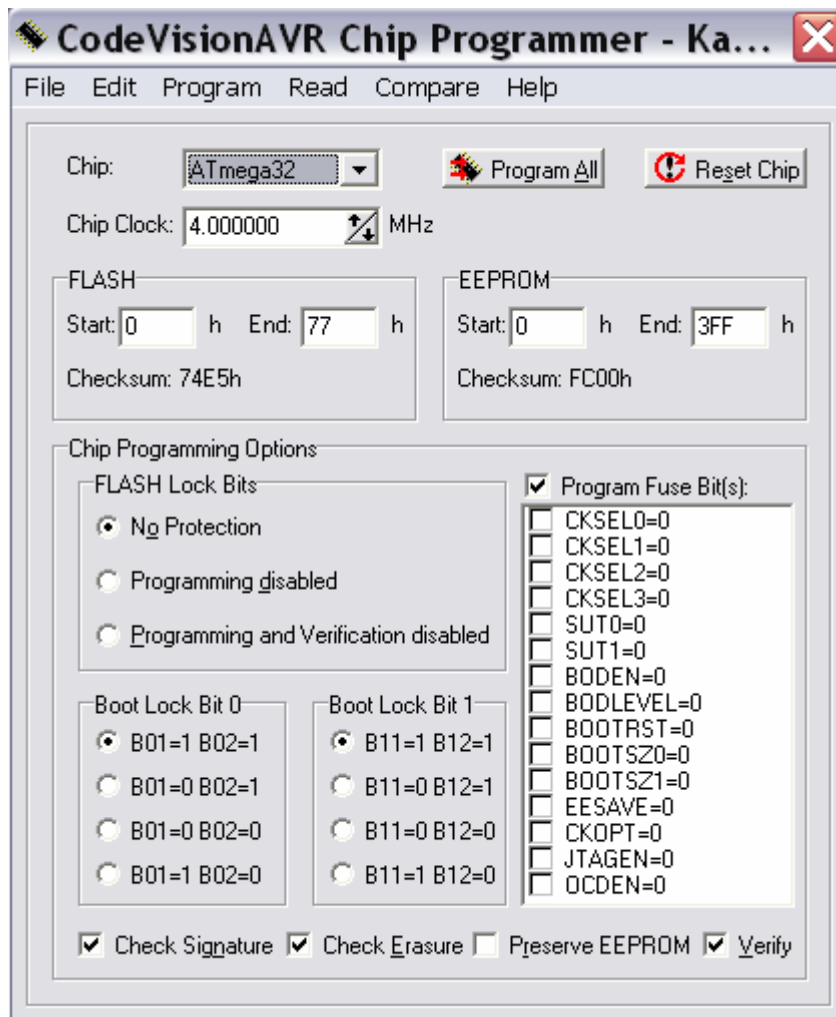 CodeVisionAVR Chip Programmer - Ka...
File Edit Program Read Compare Help
Chip: ATmega32 Program All Reset Chip
Chip Clock: 4.000000 MHz
FLASH
Start: 0 h End: 77 h
Checksum: 74E5h
EEPROM
Start: 0 h End: 3FF h
Checksum: FC00h
Chip Programming Options
FLASH Lock Bits
No Protection
Programming disabled
Programming and Verification disabled
Boot Lock Bit 0
B01=1 B02=1
B01=0 B02=1
B01=0 B02=0
B01=1 B02=0
Boot Lock Bit 1
B11=1 B12=1
B11=0 B12=1
B11=0 B12=0
B11=1 B12=0
Program Fuse Bit(s):
CKSEL0=0
CKSEL1=0
CKSEL2=0
CKSEL3=0
SUT0=0
SUT1=0
BODEN=0
BODLEVEL=0
BOOTRST=0
BOOTSZ0=0
BOOTSZ1=0
EESAVE=0
CKOPT=0
JTAGEN=0
OCDEN=0
Check Signature Check Erasure Preserve EEPROM Verify